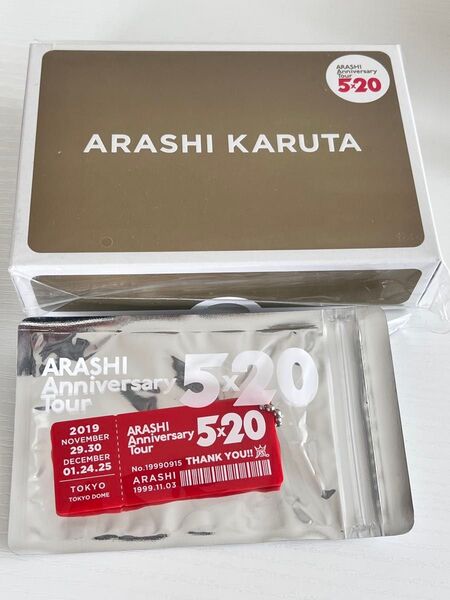 ARASHI
Anniversary
Tour
5×20
ARASHI KARUTA
ARASHI
Anniversary
Tour
5×20
2019
NOVEMBER
29.30
DECEMBER
01.24.25
TOKYO
TOKYO DOME
ARASHI
Anniversary
Tour
5×20
No.19990915
THANK YOU!!
ARASHI
1999.11.03